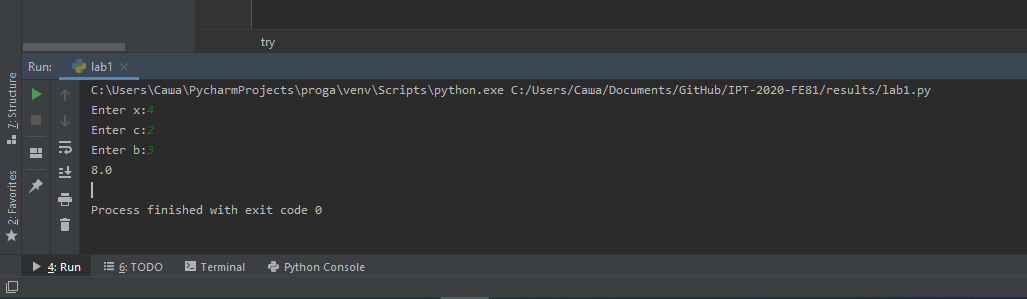 try
Run: lab1
C:\Users\Саша\PycharmProjects\proga\venv\Scripts\python.exe C:/Users/Саша/Documents/GitHub/IPT-2020-FE81/results/lab1.py
Enter x:4
Enter c:2
Enter b:3
8.0
Process finished with exit code 0
7: Structure
2: Favorites
4: Run 6: TODO Terminal Python Console